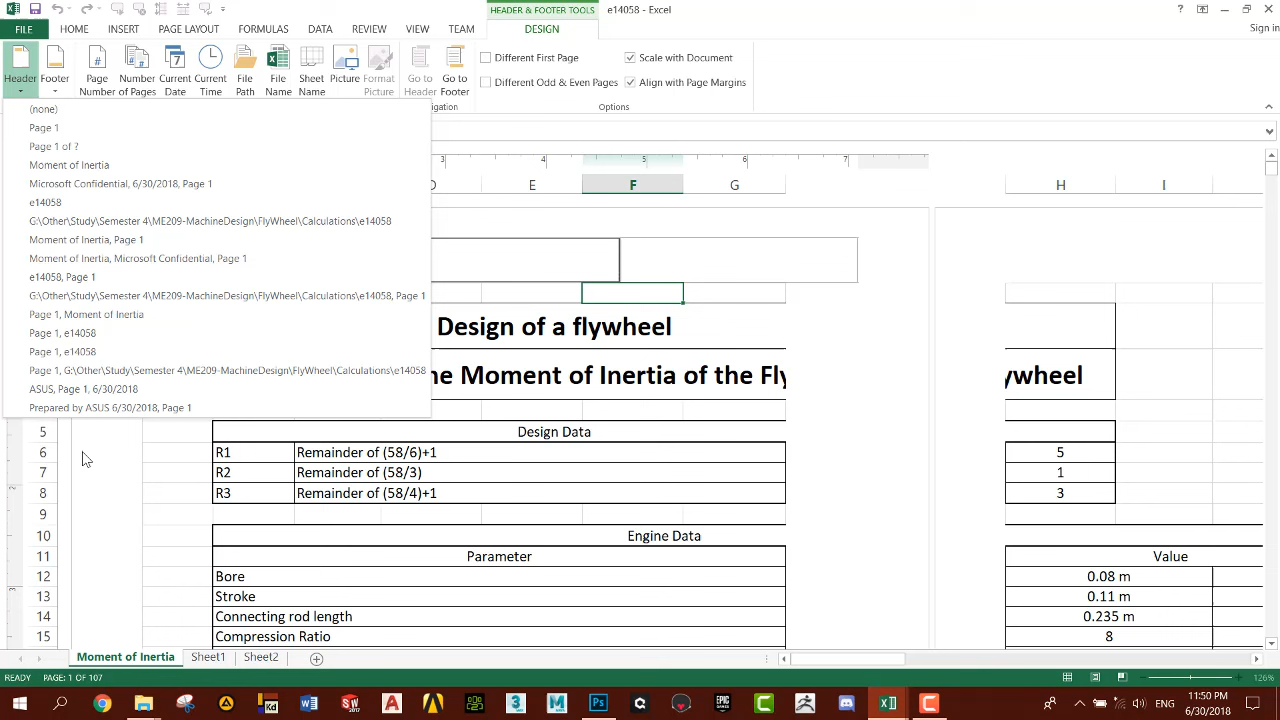 HEADER & FOOTER TOOLS
e14058 - Excel
?
FILE HOME INSERT PAGE LAYOUT FORMULAS DATA REVIEW VIEW TEAM DESIGN
Sign in
Header
Footer
Page Number
Number of Pages
Current Date
Current Time
File Path
File Name
Sheet Name
Picture
Format Picture
Go to Header
Go to Footer
Different First Page
Different Odd & Even Pages
Scale with Document
Align with Page Margins
igation
Options
(none)
Page 1
Page 1 of ?
Moment of Inertia
Microsoft Confidential, 6/30/2018, Page 1
e14058
G:\Other\Study\Semester 4\ME209-MachineDesign\FlyWheel\Calculations\e14058
Moment of Inertia, Page 1
Moment of Inertia, Microsoft Confidential, Page 1
e14058, Page 1
G:\Other\Study\Semester 4\ME209-MachineDesign\FlyWheel\Calculations\e14058, Page 1
Page 1, Moment of Inertia
Page 1, e14058
Page 1, e14058
Page 1, G:\Other\Study\Semester 4\ME209-MachineDesign\FlyWheel\Calculations\e14058
ASUS, Page 1, 6/30/2018
Prepared by ASUS 6/30/2018, Page 1
3 4 5 6 7
D E F G H I
Design of a flywheel
he Moment of Inertia of the Fly
ywheel
5 Design Data
6 R1 Remainder of (58/6)+1 5
7 R2 Remainder of (58/3) 1
8 R3 Remainder of (58/4)+1 3
9
10 Engine Data
11 Parameter Value
12 Bore 0.08 m
13 Stroke 0.11 m
14 Connecting rod length 0.235 m
15 Compression Ratio 8
2
3
Moment of Inertia Sheet1 Sheet2
READY PAGE: 1 OF 107
126%
ENG
11:50 PM
6/30/2018